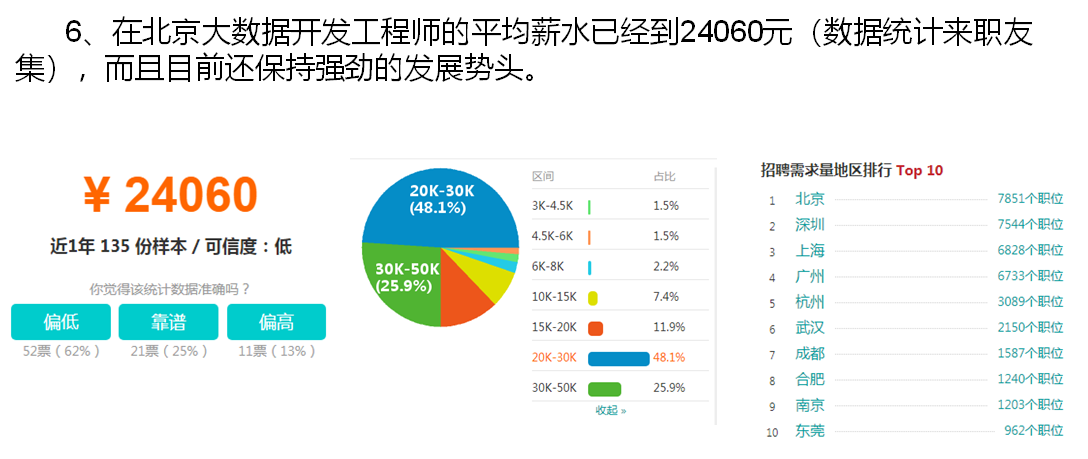 6、在北京大数据开发工程师的平均薪水已经到24060元（数据统计来职友
集），而且目前还保持强劲的发展势头。
¥ 24060
近1年 135 份样本 / 可信度：低
你觉得该统计数据准确吗？
偏低 靠谱 偏高
52票（62%） 21票（25%） 11票（13%）
20K-30K
(48.1%)
30K-50K
(25.9%)
区间 占比
3K-4.5K 1.5%
4.5K-6K 1.5%
6K-8K 2.2%
10K-15K 7.4%
15K-20K 11.9%
20K-30K 48.1%
30K-50K 25.9%
收起 »
招聘需求量地区排行 Top 10
1 北京 7851个职位
2 深圳 7544个职位
3 上海 6828个职位
4 广州 6733个职位
5 杭州 3089个职位
6 武汉 2150个职位
7 成都 1587个职位
8 合肥 1240个职位
9 南京 1203个职位
10 东莞 962个职位